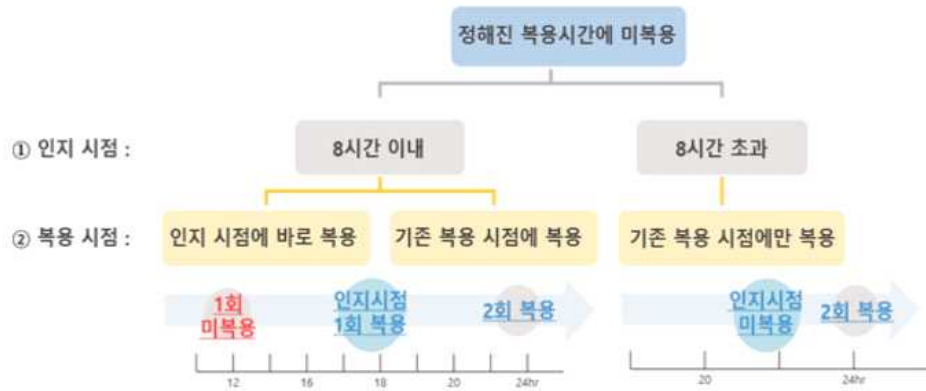 정해진 복용시간에 미복용
① 인지 시점 :
8시간 이내
8시간 초과
② 복용 시점 :
인지 시점에 바로 복용
기존 복용 시점에 복용
기존 복용 시점에만 복용
1회
미복용
인지시점
1회 복용
2회 복용
인지시점
미복용
2회 복용
12 16 18 20 24hr
20 24hr